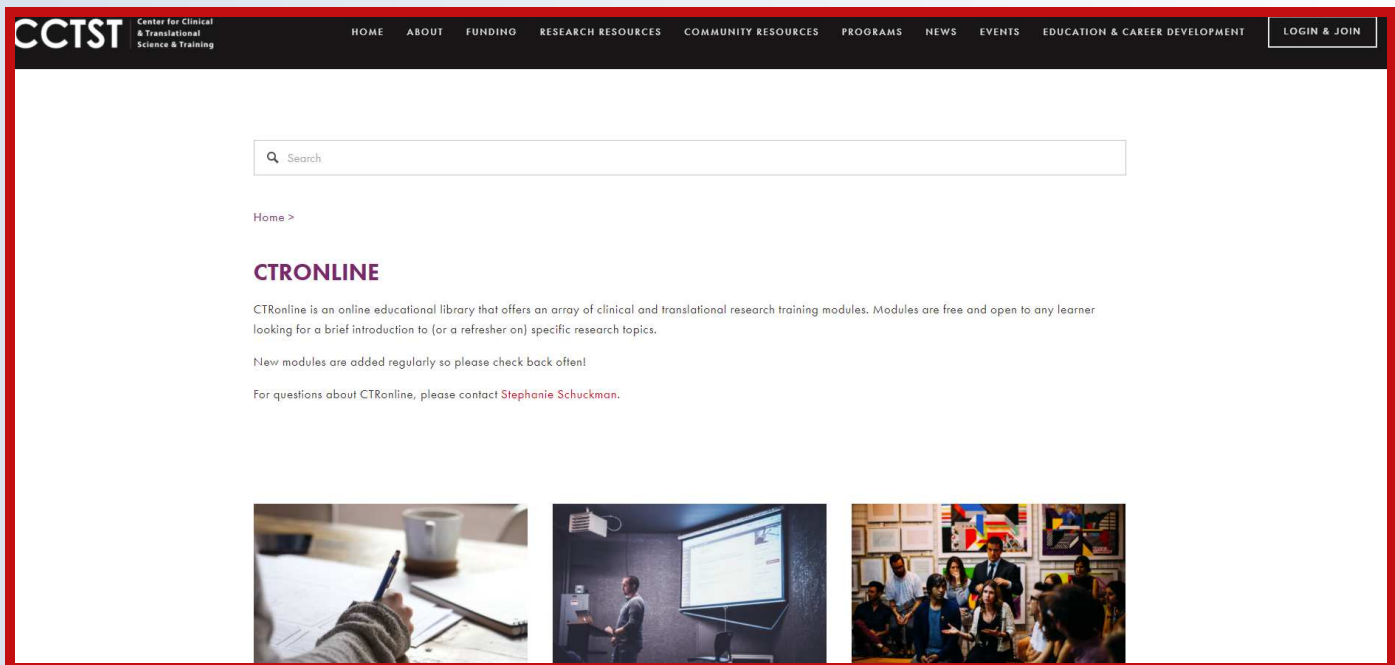 CCTST
Center for Clinical
& Translational
Science & Training
HOME ABOUT FUNDING RESEARCH RESOURCES COMMUNITY RESOURCES PROGRAMS NEWS EVENTS EDUCATION & CAREER DEVELOPMENT LOGIN & JOIN
Search
Home >
CTRONLINE
CTRonline is an online educational library that offers an array of clinical and translational research training modules. Modules are free and open to any learner
looking for a brief introduction to (or a refresher on) specific research topics.
New modules are added regularly so please check back often!
For questions about CTRonline, please contact Stephanie Schuckman.